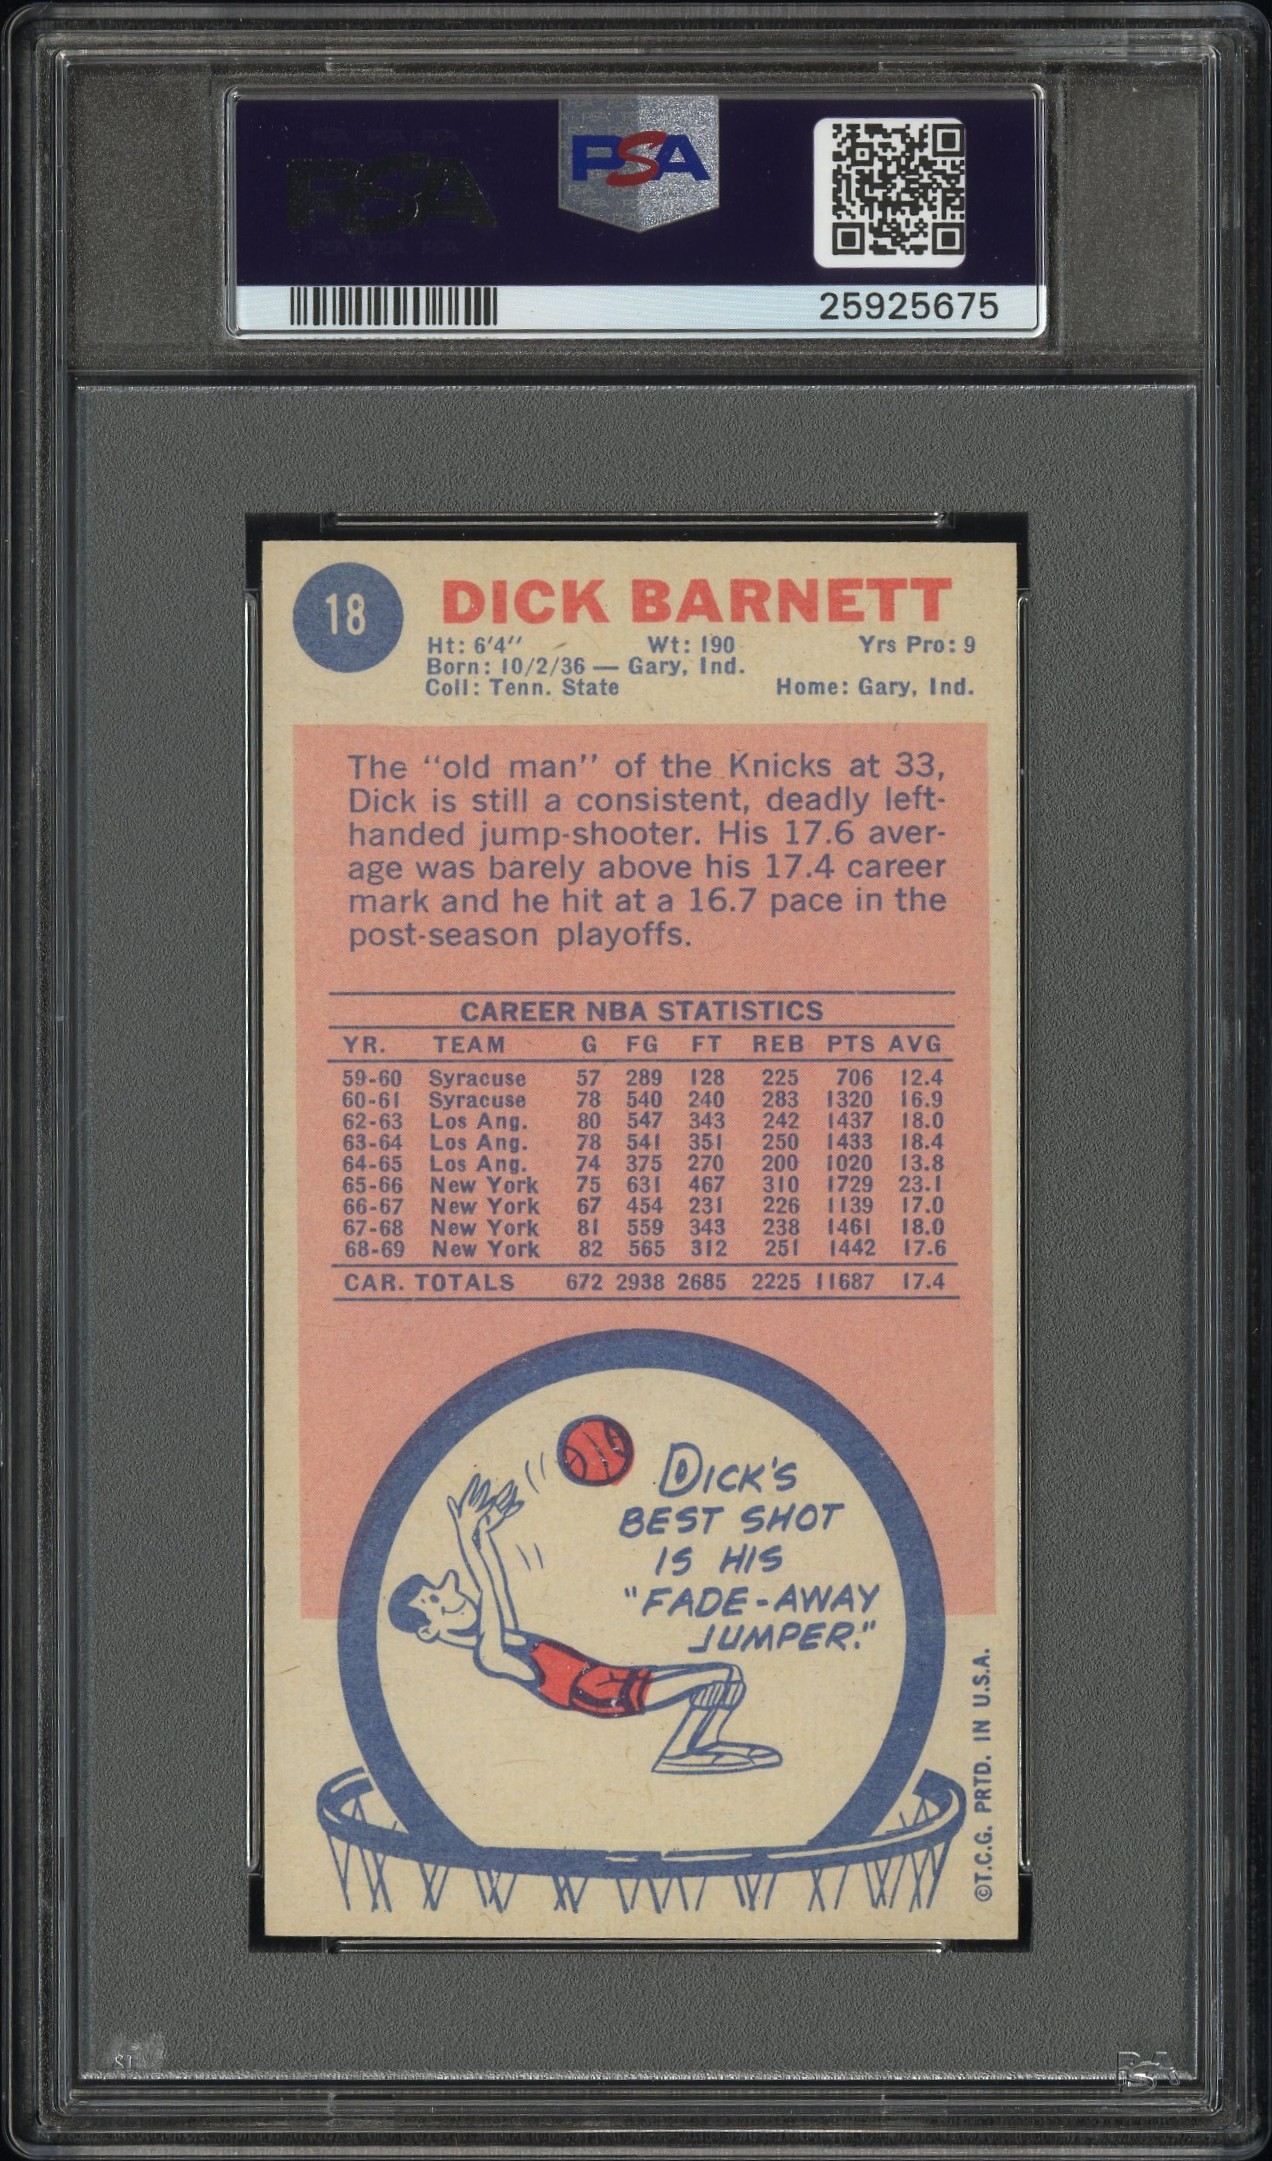 PSA
PSA
25925675
18
DICK BARNETT
Ht: 6'4" Wt: 190 Yrs Pro: 9
Born: 10/2/36 — Gary, Ind.
Coll: Tenn. State Home: Gary, Ind.
The "old man" of the Knicks at 33,
Dick is still a consistent, deadly left-
handed jump-shooter. His 17.6 aver-
age was barely above his 17.4 career
mark and he hit at a 16.7 pace in the
post-season playoffs.
CAREER NBA STATISTICS
YR. TEAM G FG FT REB PTS AVG
59-60 Syracuse 57 289 128 225 706 12.4
60-61 Syracuse 78 540 240 283 1320 16.9
62-63 Los Ang. 80 547 343 242 1437 18.0
63-64 Los Ang. 78 541 351 250 1433 18.4
64-65 Los Ang. 74 375 270 200 1020 13.8
65-66 New York 75 631 467 310 1729 23.1
66-67 New York 67 454 231 226 1139 17.0
67-68 New York 81 559 343 238 1461 18.0
68-69 New York 82 565 312 251 1442 17.6
CAR. TOTALS 672 2938 2685 2225 11687 17.4
DICK'S
BEST SHOT
IS HIS
"FADE-AWAY
JUMPER."
©T.C.G. PRTD. IN U.S.A.
PSA